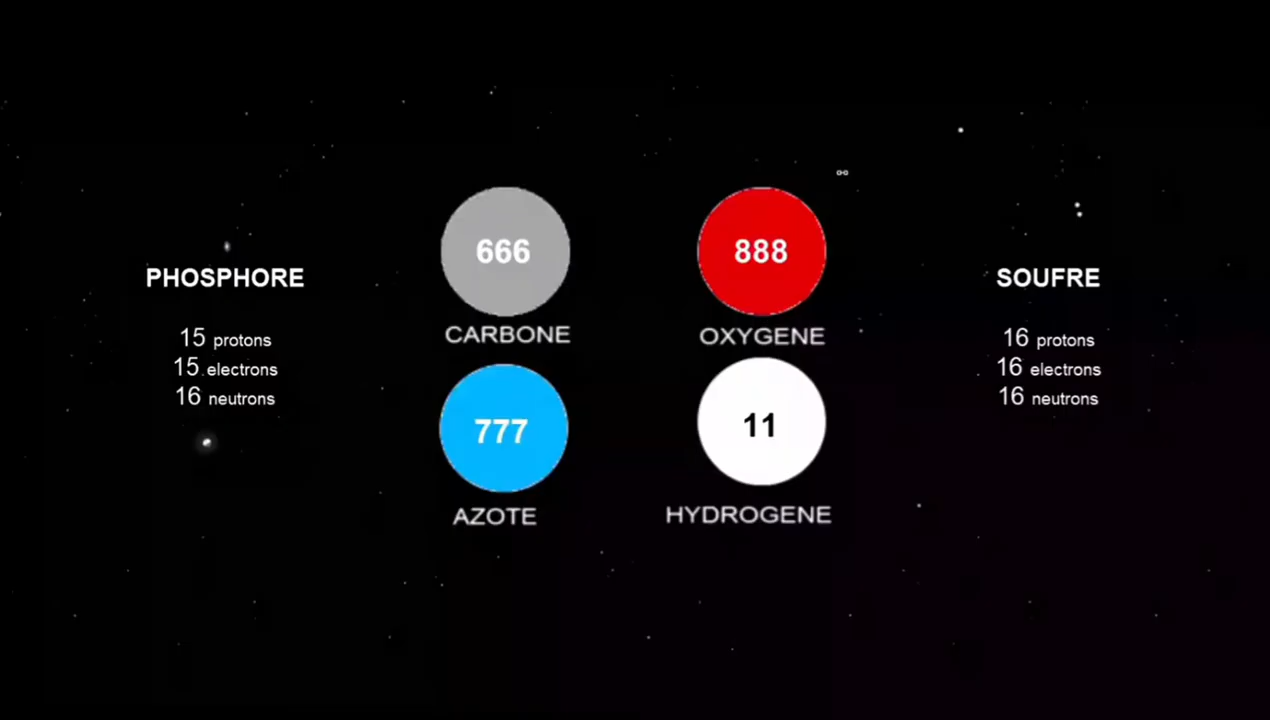 PHOSPHORE
15 protons
15 electrons
16 neutrons
666
CARBONE
888
OXYGENE
777
AZOTE
11
HYDROGENE
SOUFRE
16 protons
16 electrons
16 neutrons